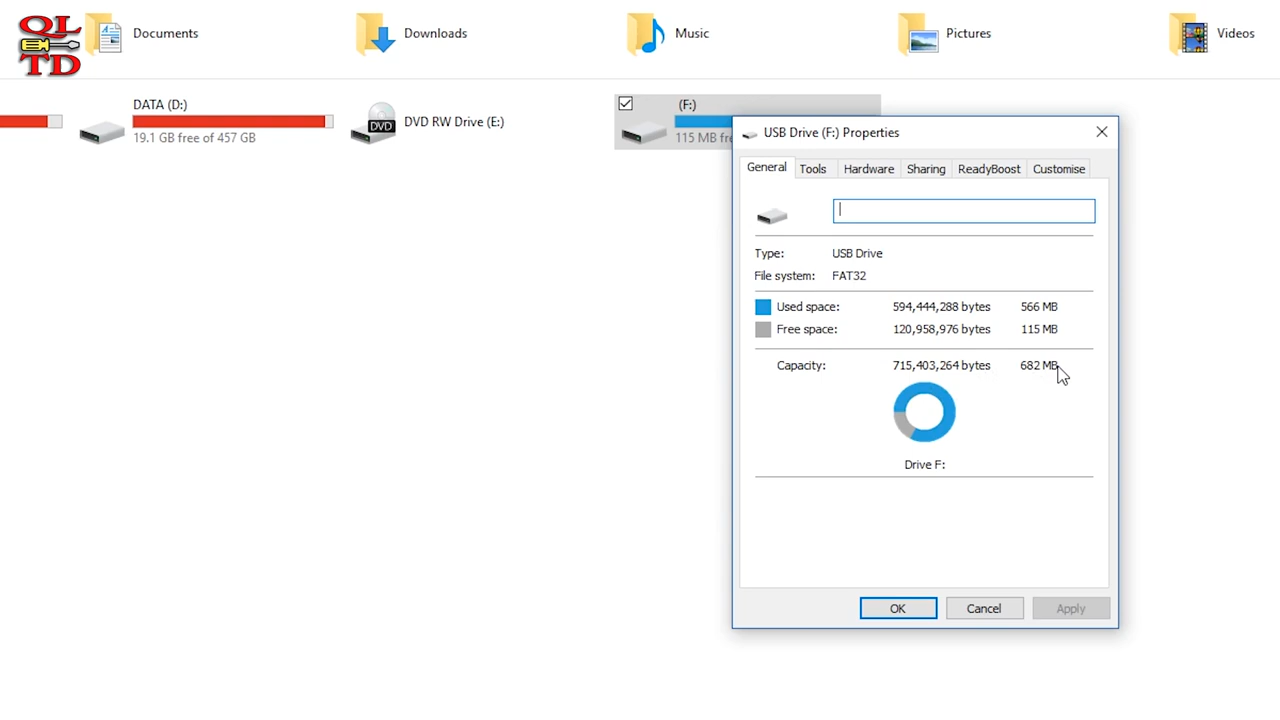 QL
TD
Documents
Downloads
Music
Pictures
Videos
DATA (D:)
19.1 GB free of 457 GB
DVD
DVD RW Drive (E:)
(F:)
115 MB fre
USB Drive (F:) Properties
General
Tools
Hardware
Sharing
ReadyBoost
Customise
Type: USB Drive
File system: FAT32
Used space: 594,444,288 bytes 566 MB
Free space: 120,958,976 bytes 115 MB
Capacity: 715,403,264 bytes 682 MB
Drive F:
OK
Cancel
Apply